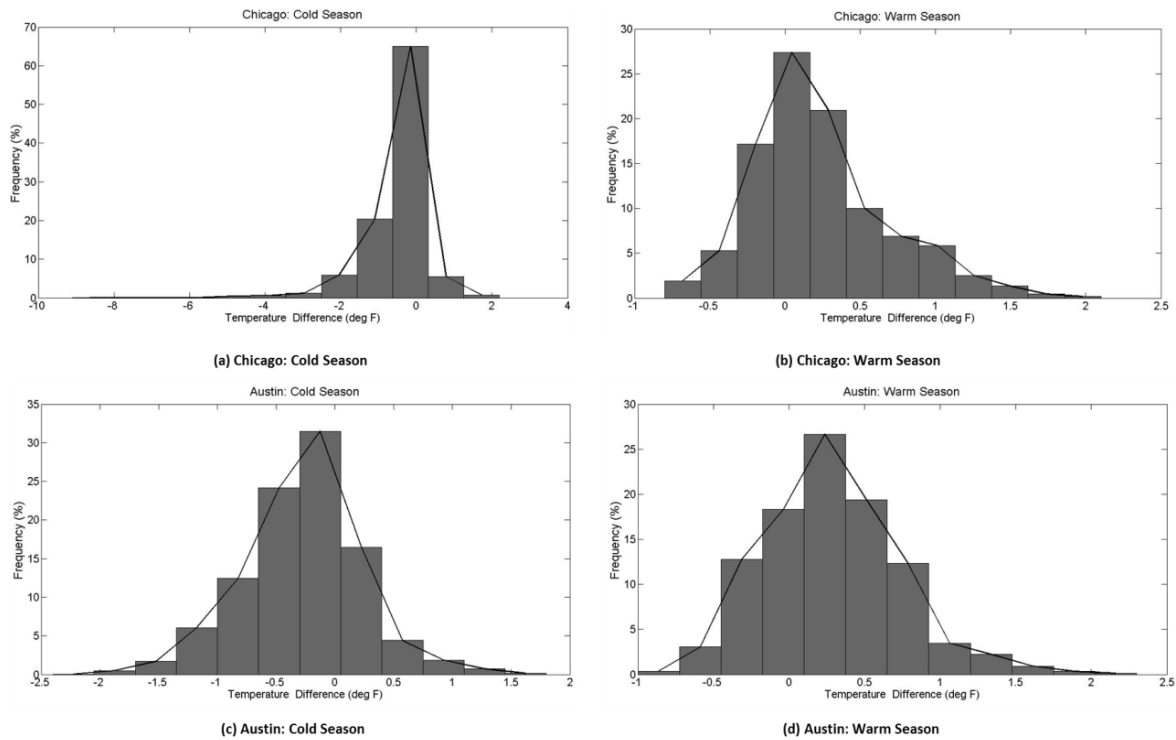 Chicago: Cold Season
70
60
50
40
30
20
10
0
Frequency (%)
-10 -8 -6 -4 -2 0 2 4
Temperature Difference (deg F)
(a) Chicago: Cold Season
Chicago: Warm Season
30
25
20
15
10
5
0
Frequency (%)
-1 -0.5 0 0.5 1 1.5 2 2.5
Temperature Difference (deg F)
(b) Chicago: Warm Season
Austin: Cold Season
35
30
25
20
15
10
5
0
Frequency (%)
-2.5 -2 -1.5 -1 -0.5 0 0.5 1 1.5 2
Temperature Difference (deg F)
(c) Austin: Cold Season
Austin: Warm Season
30
25
20
15
10
5
0
Frequency (%)
-1 -0.5 0 0.5 1 1.5 2 2.5
Temperature Difference (deg F)
(d) Austin: Warm Season